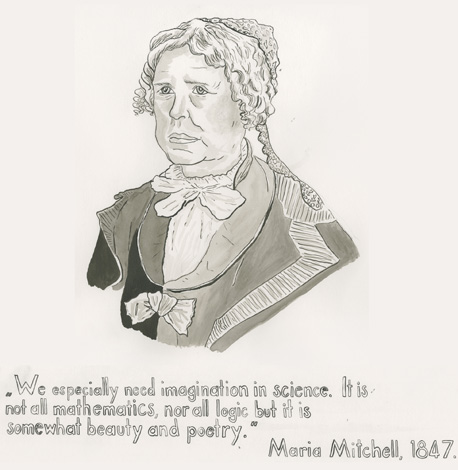 „We especially need imagination in science. It is
not all mathematics, nor all logic but it is
somewhat beauty and poetry.“
Maria Mitchell, 1847.